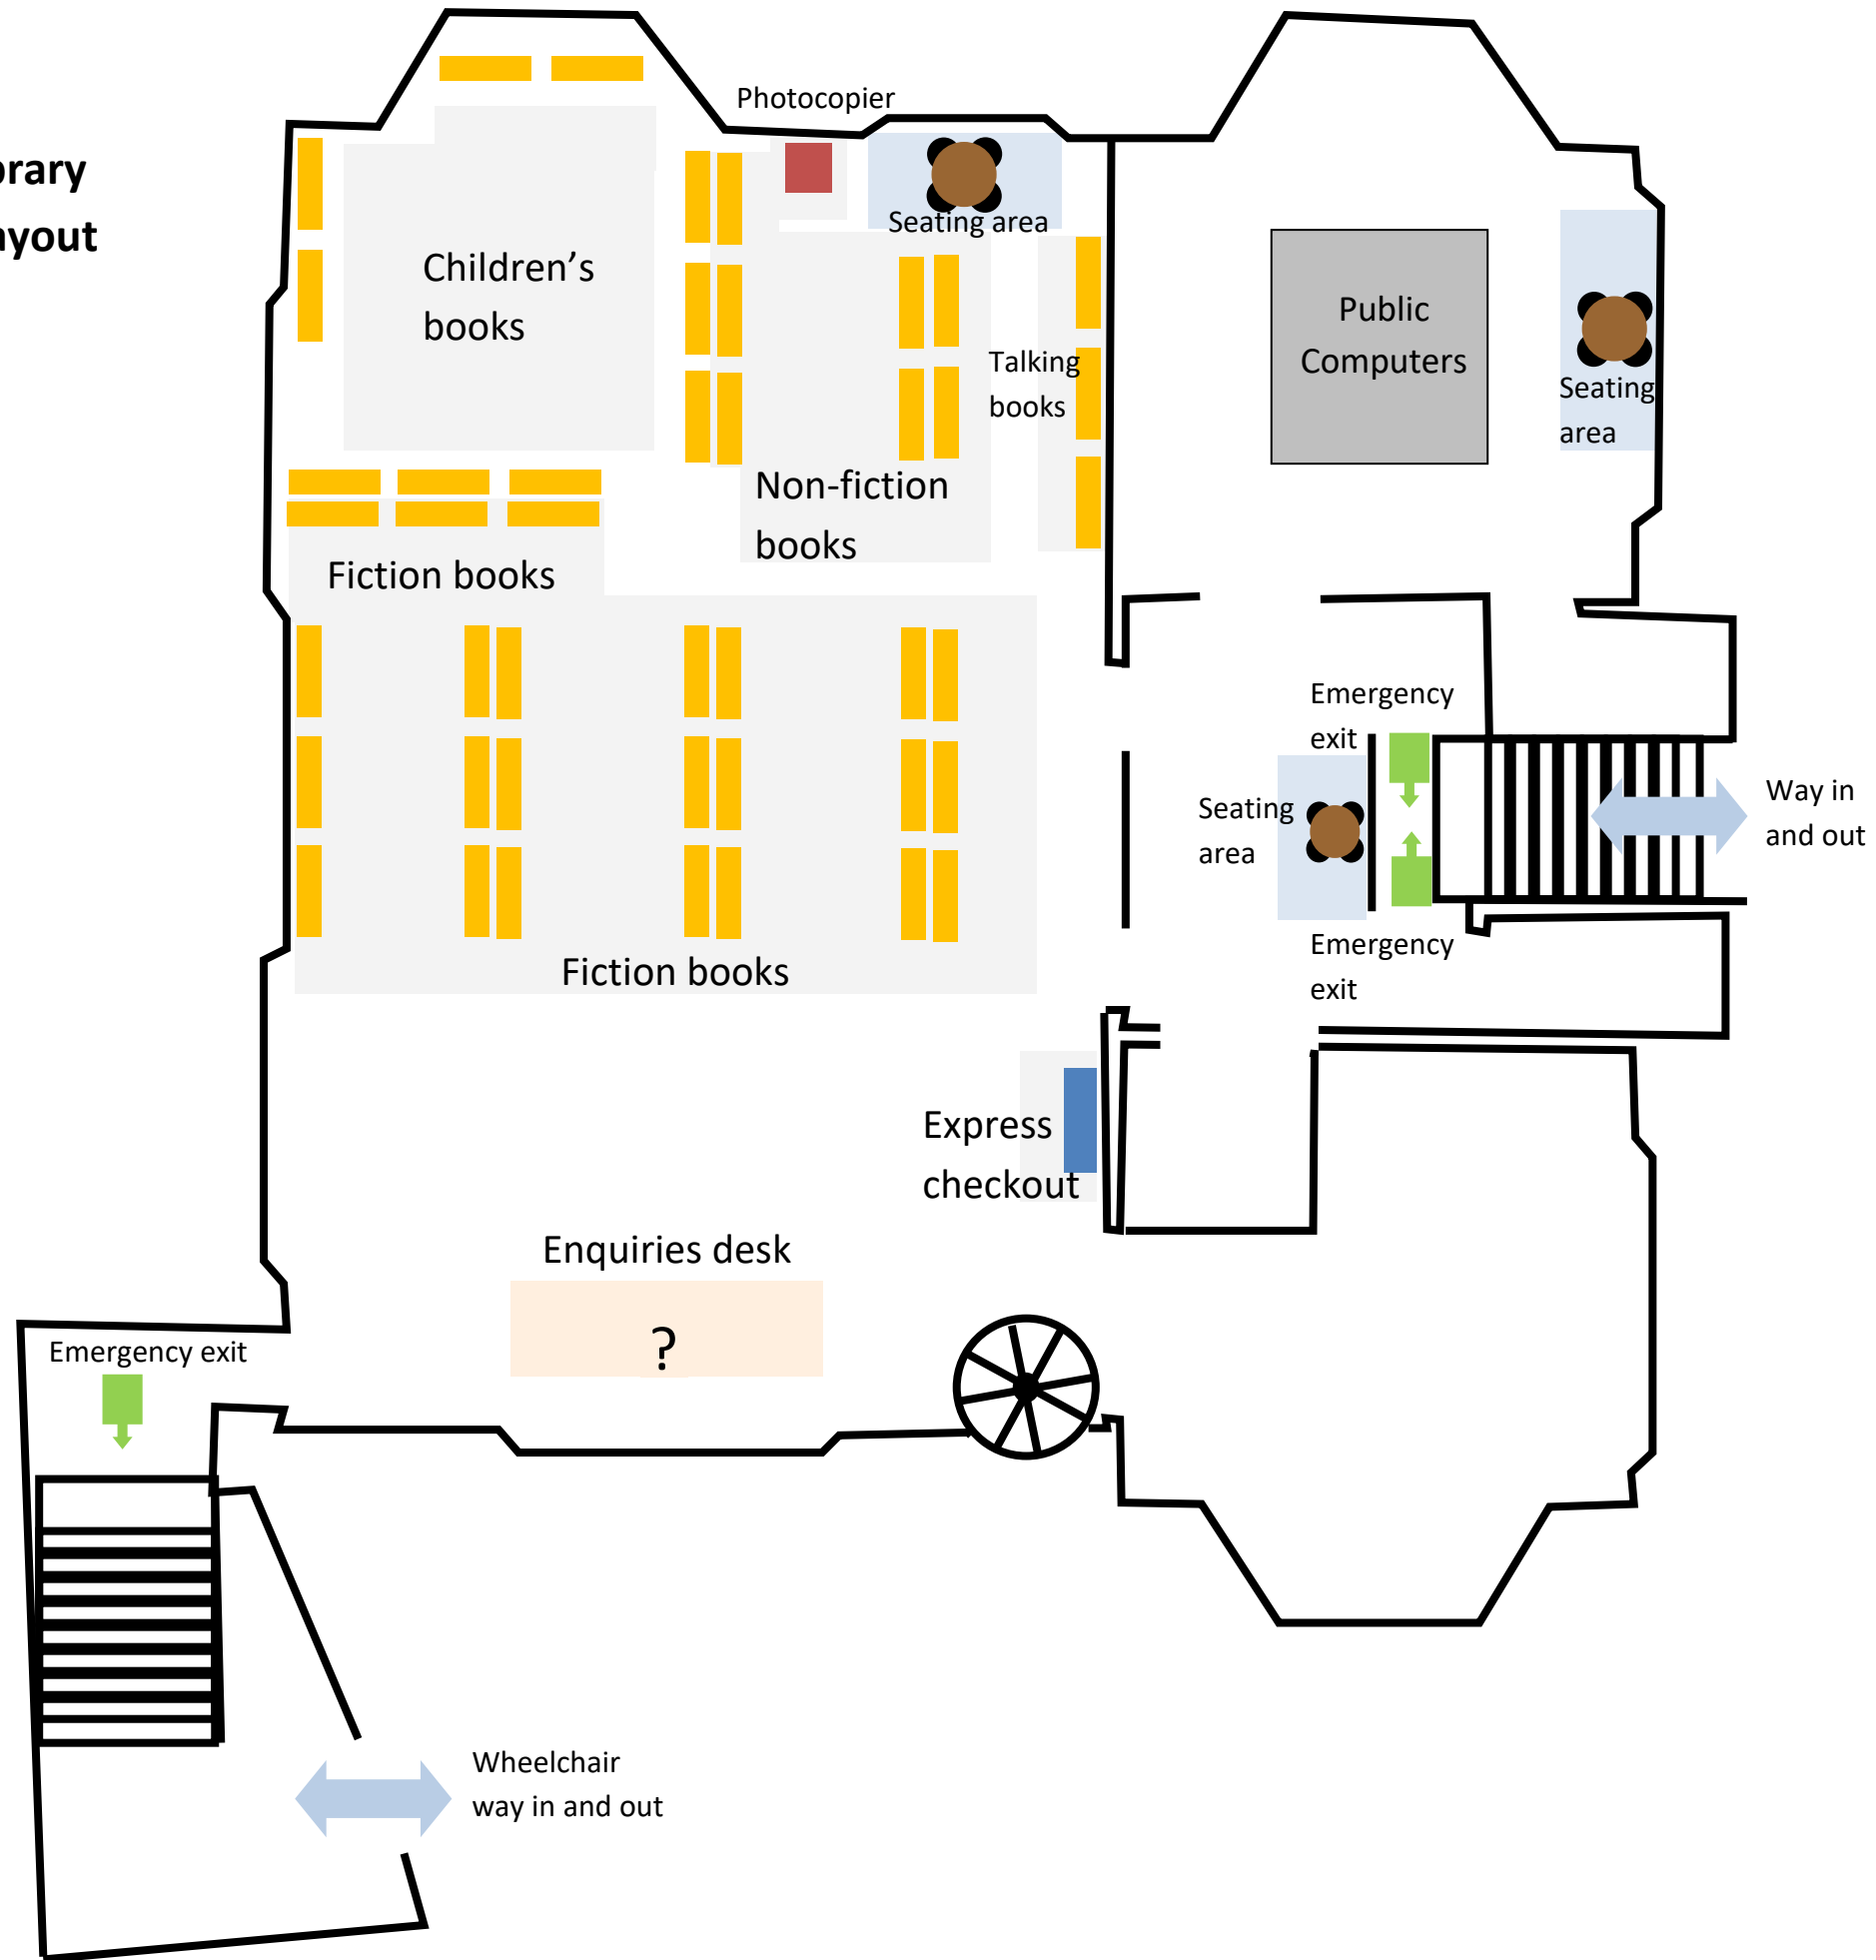 Photocopier
brary
ayout
Seating area
Children's
books
Public
Computers
Talking
books
Seating
area
Non-fiction
books
Fiction books
Emergency
exit
Way in
and out
Seating
area
Emergency
exit
Fiction books
Express
checkout
Enquiries desk
?
Emergency exit
Wheelchair
way in and out